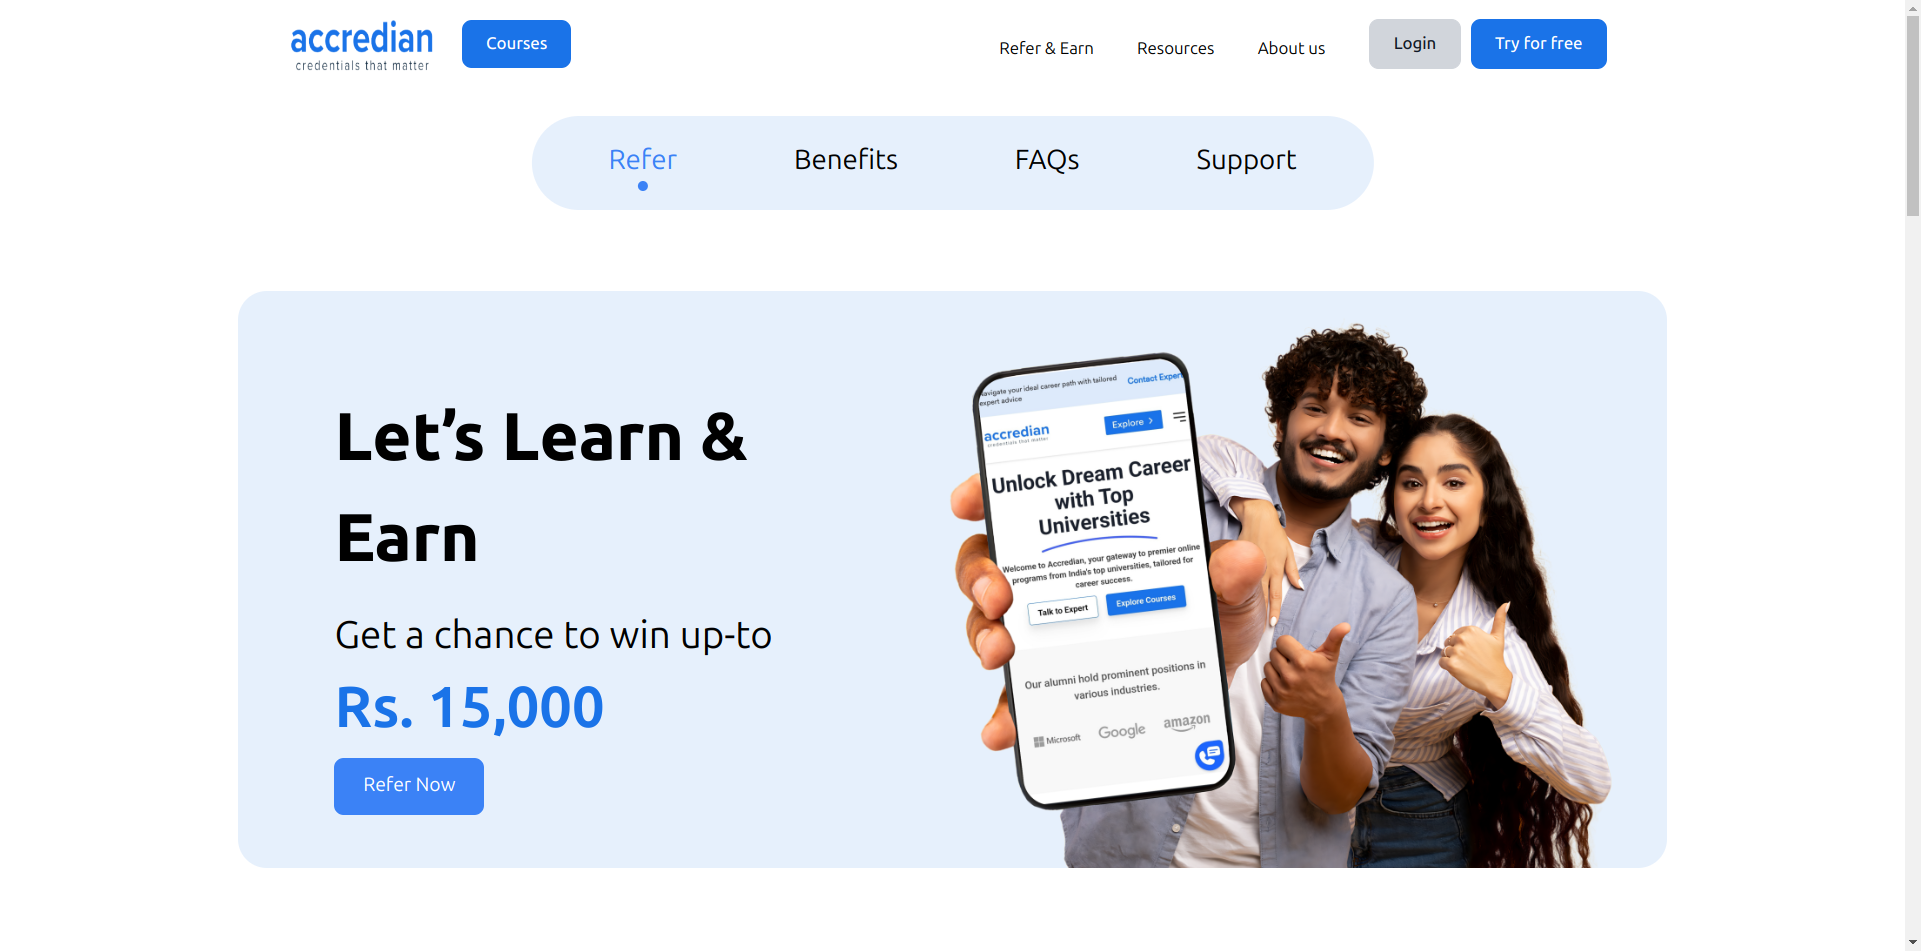 accredian
credentials that matter
Courses
Refer & Earn
Resources
About us
Login
Try for free
Refer
Benefits
FAQs
Support
Let’s Learn &
Earn
Get a chance to win up-to
Rs. 15,000
Refer Now
Navigate your ideal career path with tailored
expert advice
Contact Expert
accredian
credentials that matter
Explore
Unlock Dream Career
with Top
Universities
Welcome to Accredian, your gateway to premier online
programs from India's top universities, tailored for
career success.
Talk to Expert
Explore Courses
Our alumni hold prominent positions in
various industries.
Microsoft
Google
amazon